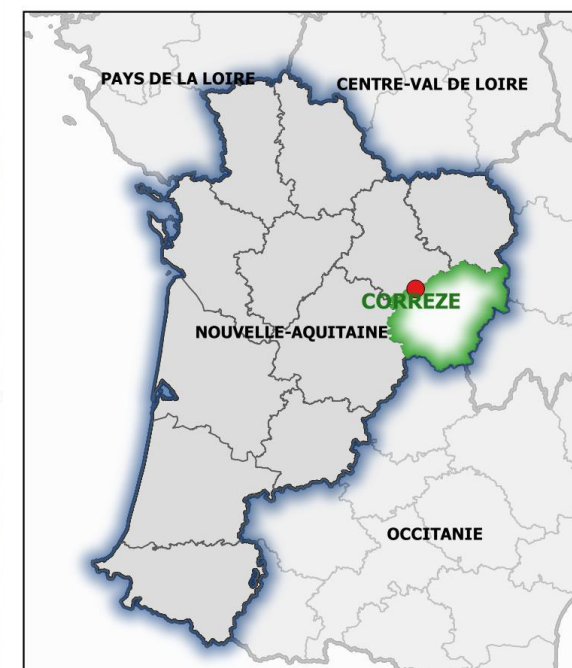 PAYS DE LA LOIRE
CENTRE-VAL DE LOIRE
CORREZE
NOUVELLE-AQUITAINE
OCCITANIE